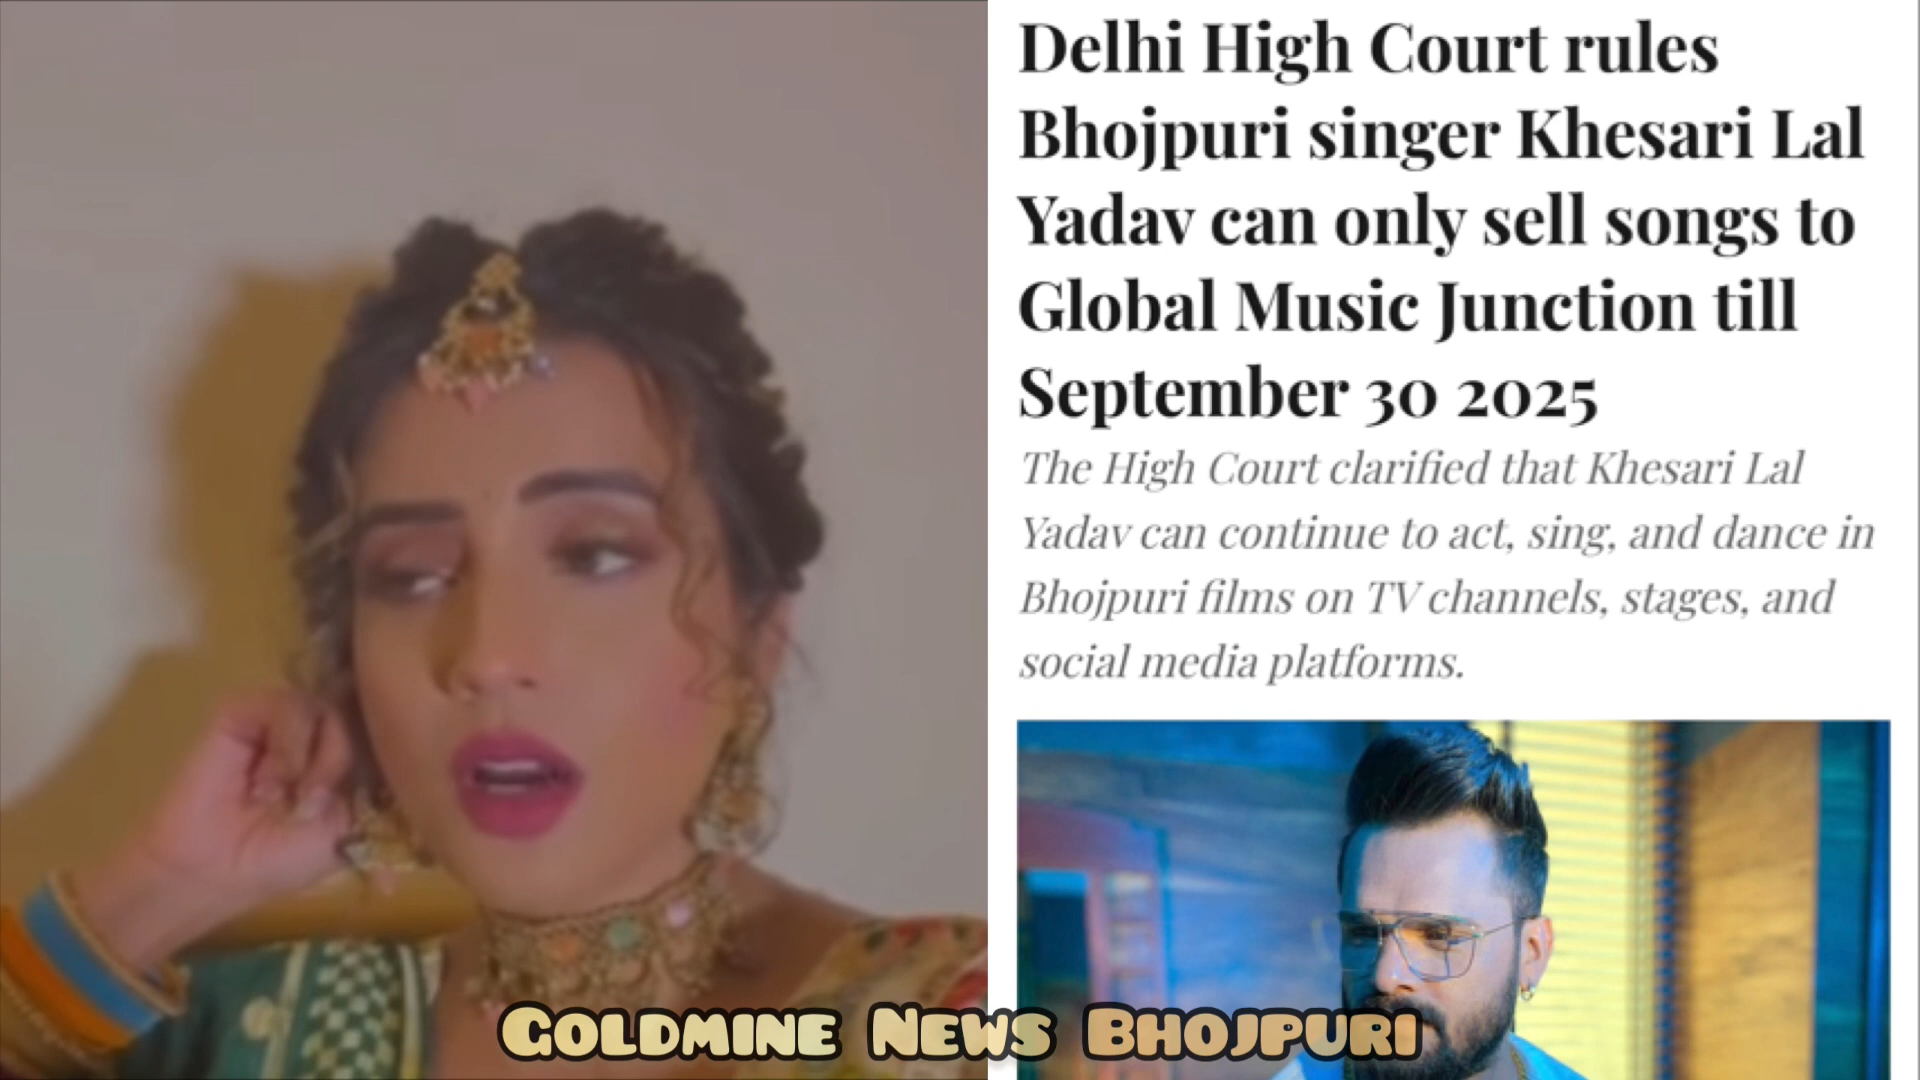 Delhi High Court rules
Bhojpuri singer Khesari Lal
Yadav can only sell songs to
Global Music Junction till
September 30 2025
The High Court clarified that Khesari Lal
Yadav can continue to act, sing, and dance in
Bhojpuri films on TV channels, stages, and
social media platforms.
GOLDMINE NEWS BHOJPURI